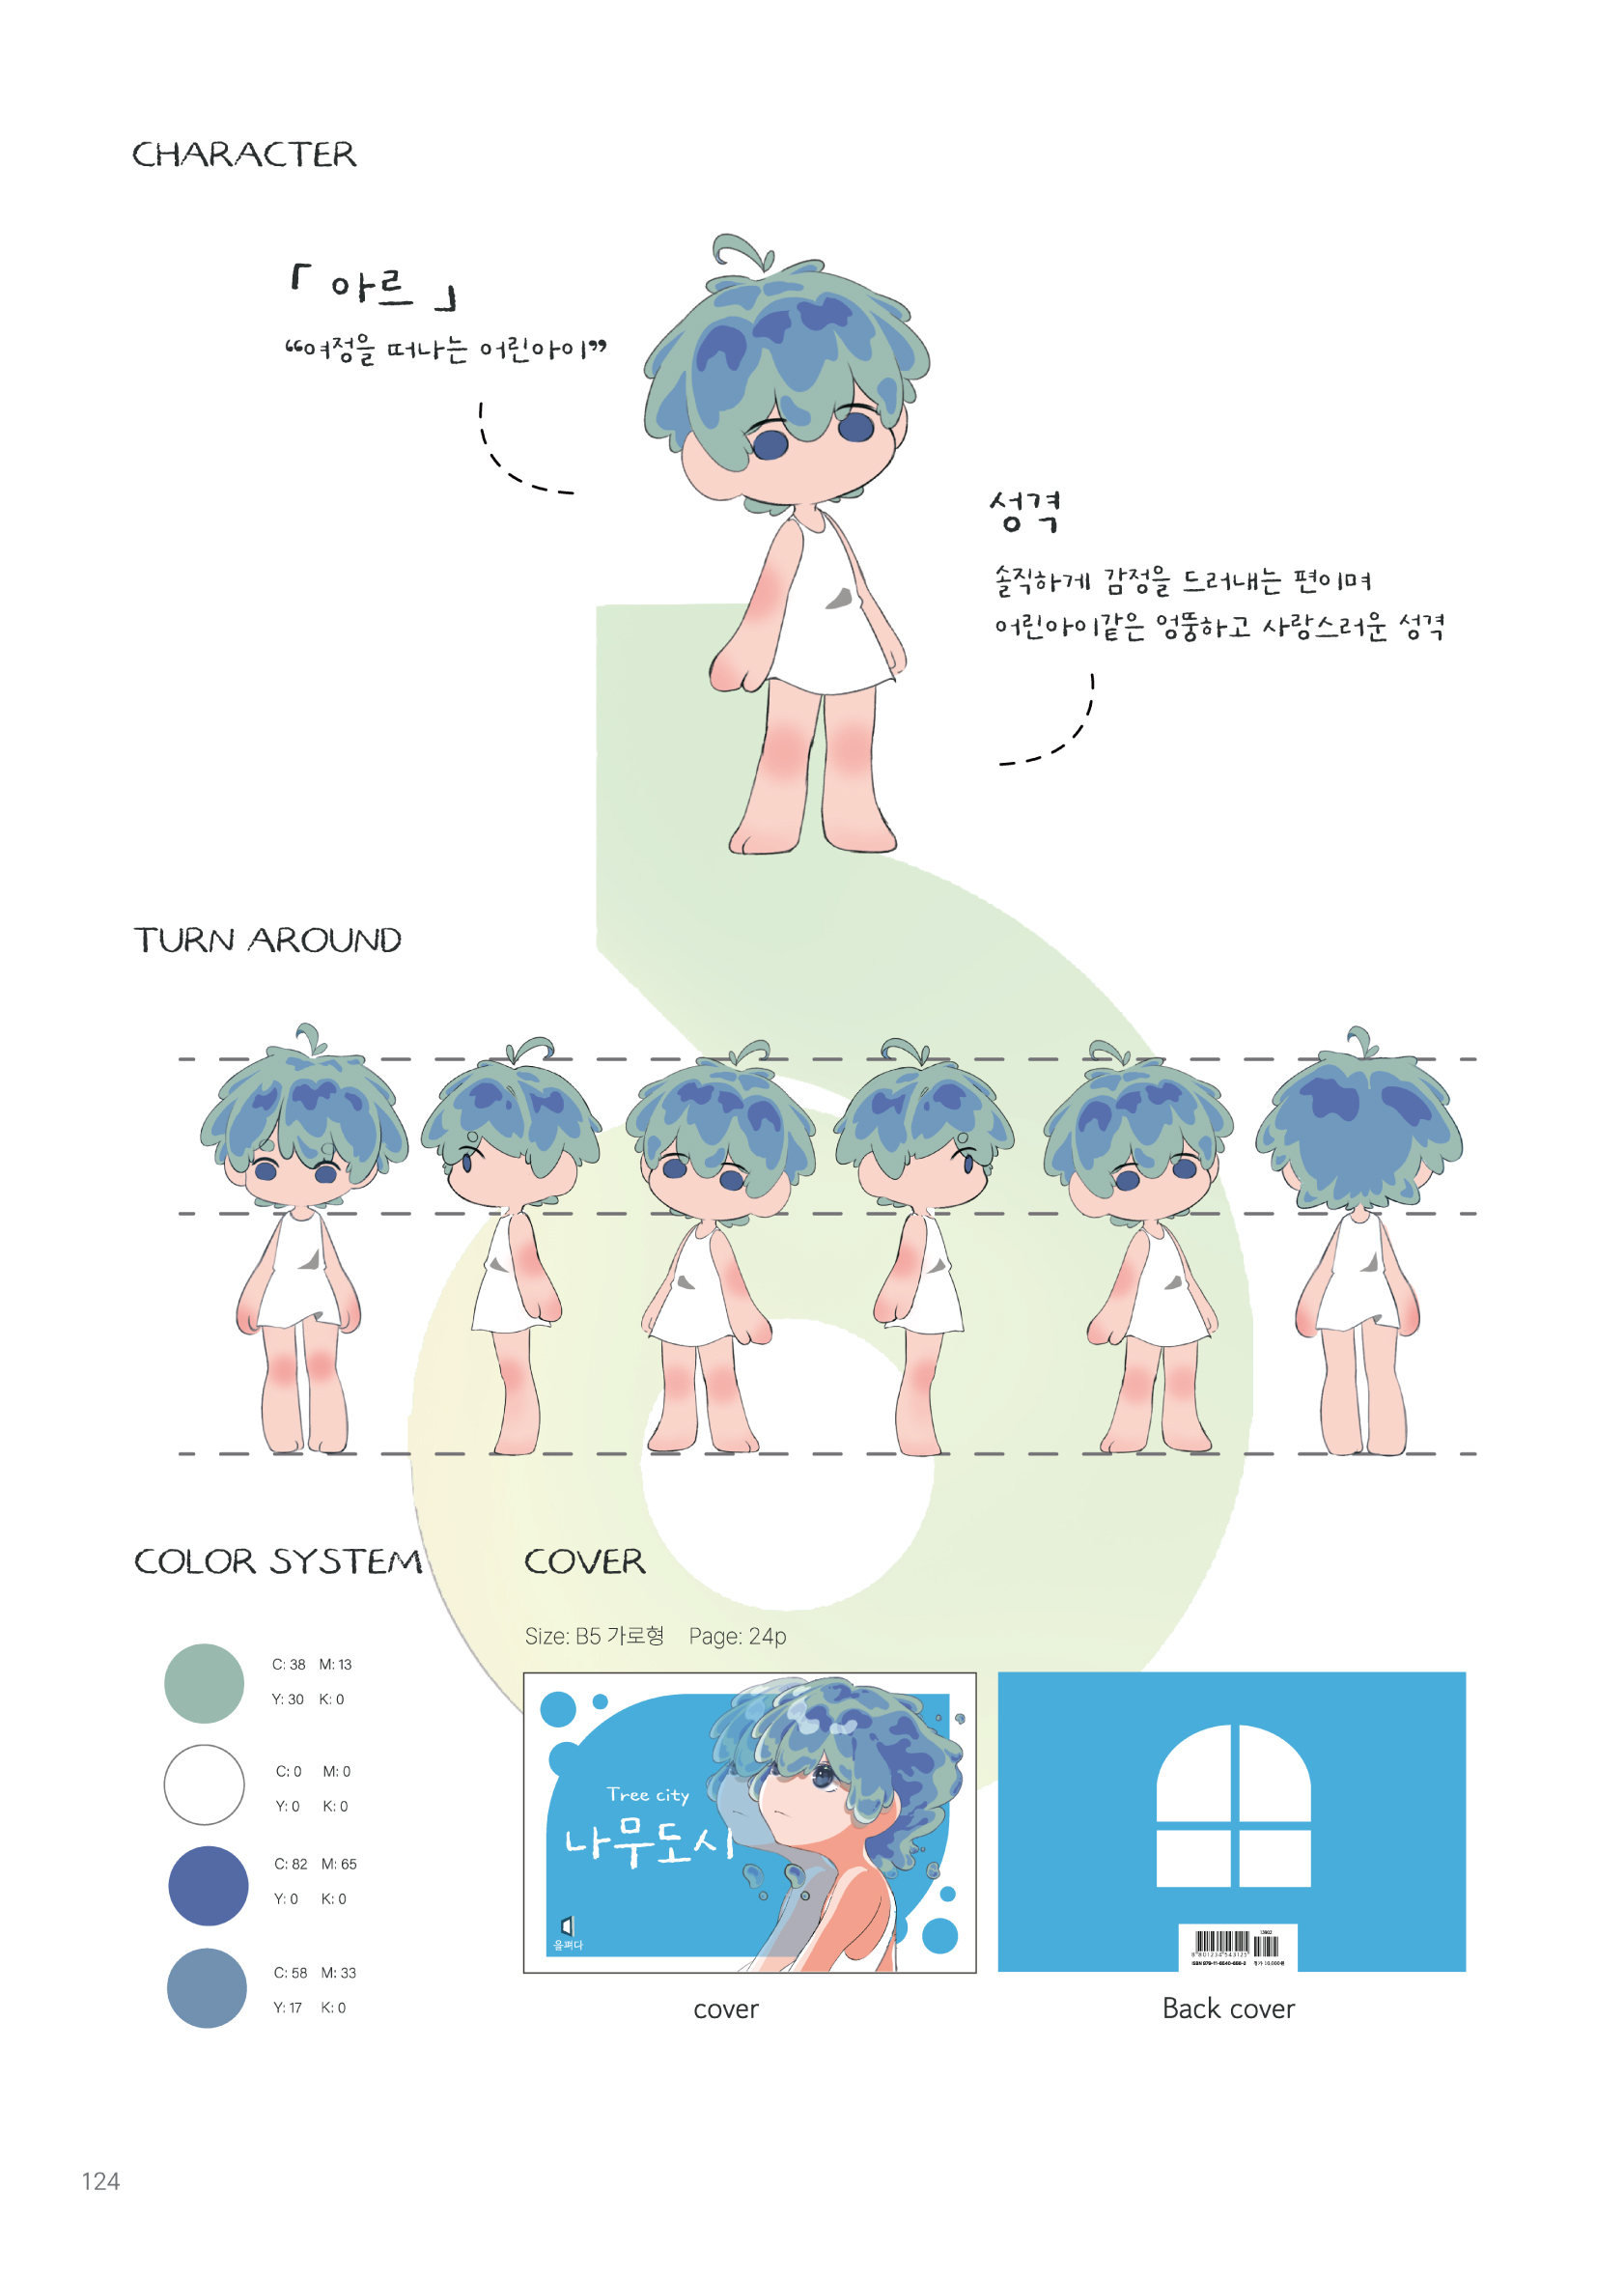 CHARACTER
「 아르 」
“여정을 떠나는 어린아이”
성격
솔직하게 감정을 드러내는 편이며
어린아이같은 엉뚱하고 사랑스러운 성격
TURN AROUND
COLOR SYSTEM
C: 38 M: 13
Y: 30 K: 0
C: 0 M: 0
Y: 0 K: 0
C: 82 M: 65
Y: 0 K: 0
C: 58 M: 33
Y: 17 K: 0
COVER
Size: B5 가로형 Page: 24p
Tree city
나무도시
을펴다
cover
Back cover
124